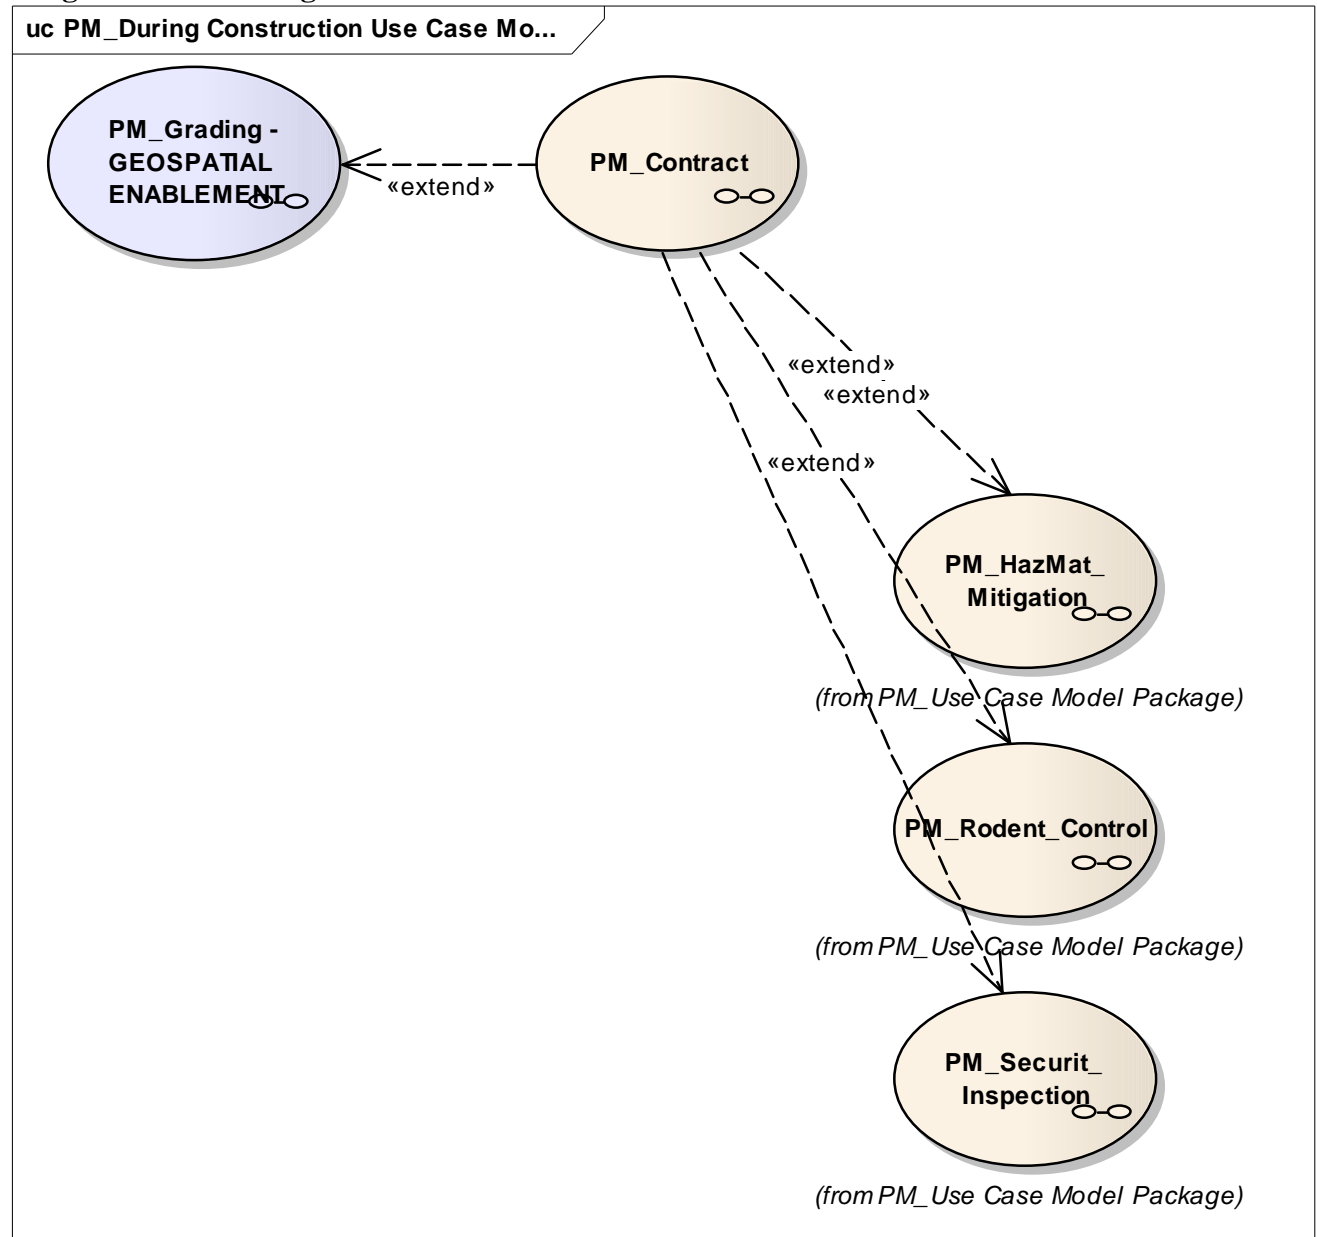 uc PM_During Construction Use Case Mo...
PM_Grading -
GEOSPATIAL
ENABLEMENT
«extend»
PM_Contract
«extend»
«extend»
«extend»
PM_HazMat_
Mitigation
(from PM_Use Case Model Package)
PM_Rodent_Control
(from PM_Use Case Model Package)
PM_Securit_
Inspection
(from PM_Use Case Model Package)